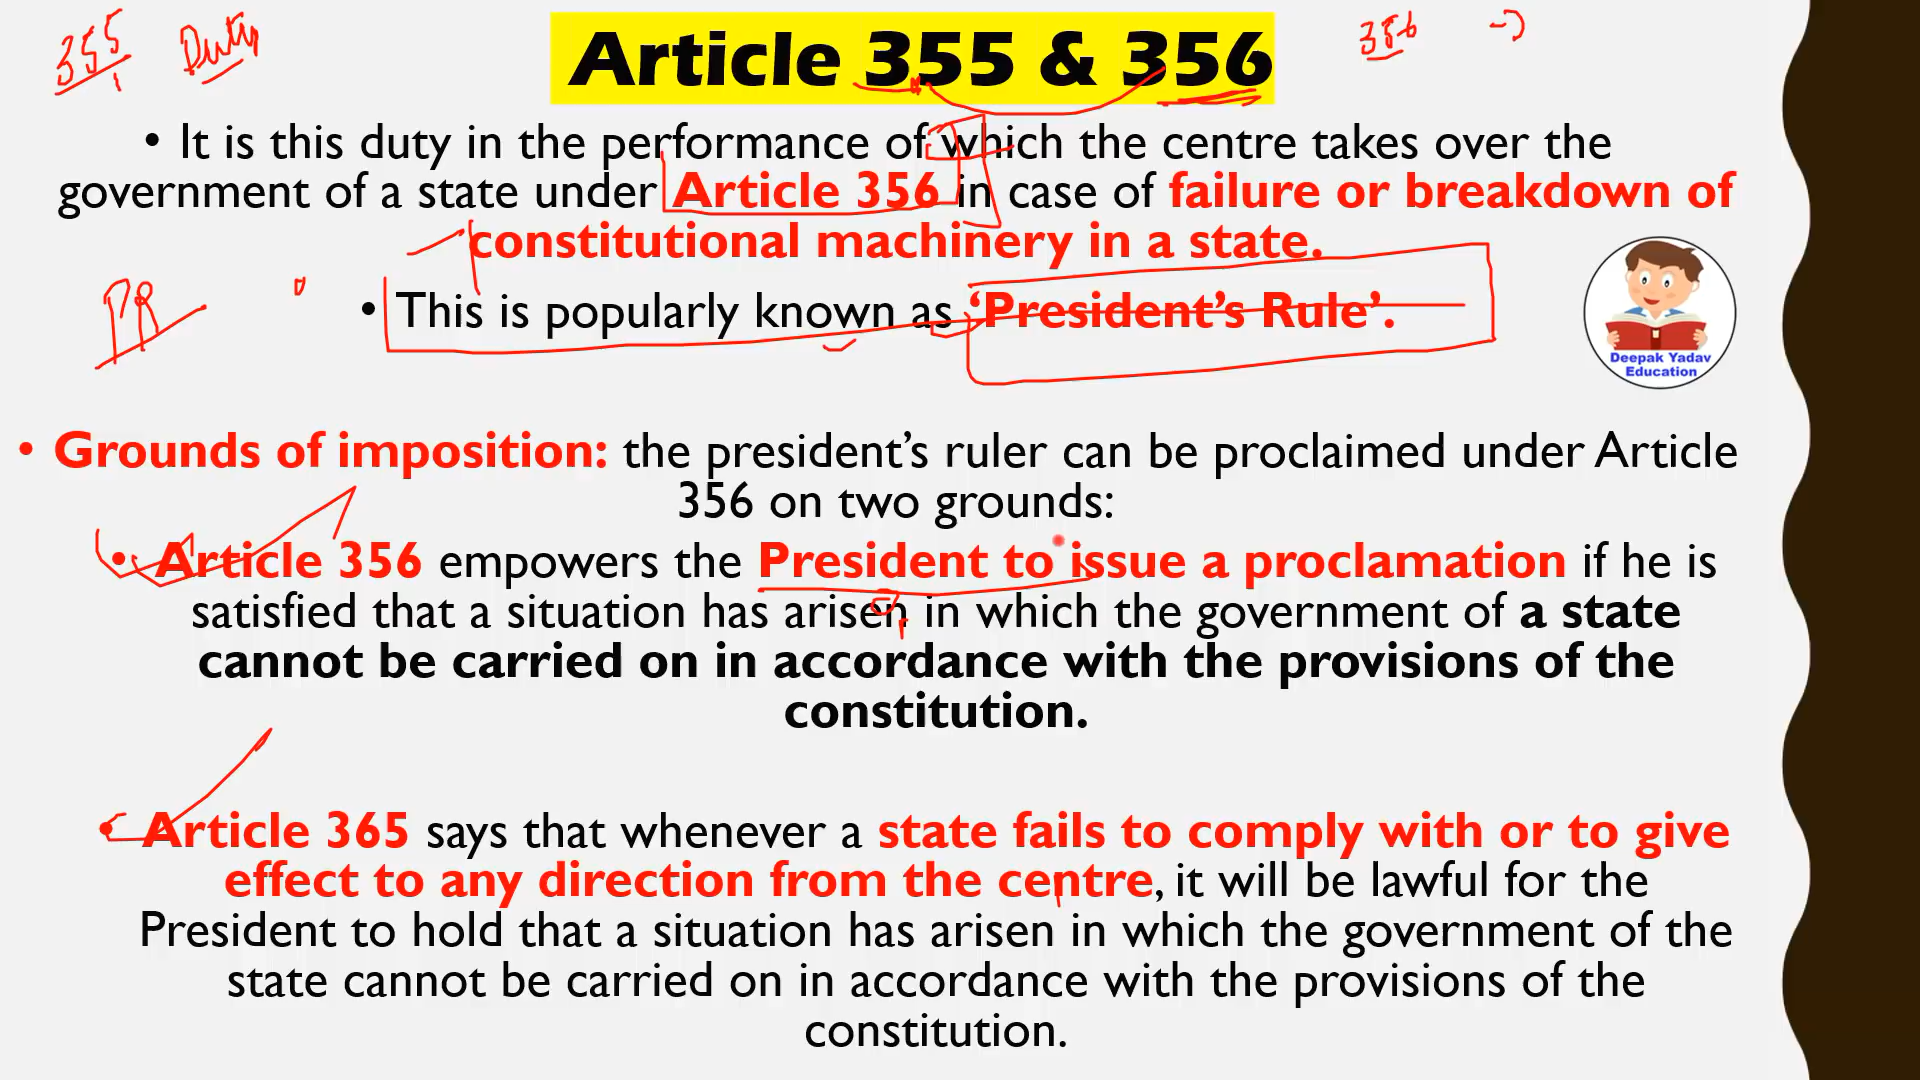 355 Duty
Article 355 & 356
356
• It is this duty in the performance of which the centre takes over the
government of a state under Article 356 in case of failure or breakdown of
constitutional machinery in a state.
PR
• This is popularly known as ‘President’s Rule’.
Deepak Yadav
Education
• Grounds of imposition: the president’s ruler can be proclaimed under Article
356 on two grounds:
• Article 356 empowers the President to issue a proclamation if he is
satisfied that a situation has arisen in which the government of a state
cannot be carried on in accordance with the provisions of the
constitution.
• Article 365 says that whenever a state fails to comply with or to give
effect to any direction from the centre, it will be lawful for the
President to hold that a situation has arisen in which the government of the
state cannot be carried on in accordance with the provisions of the
constitution.